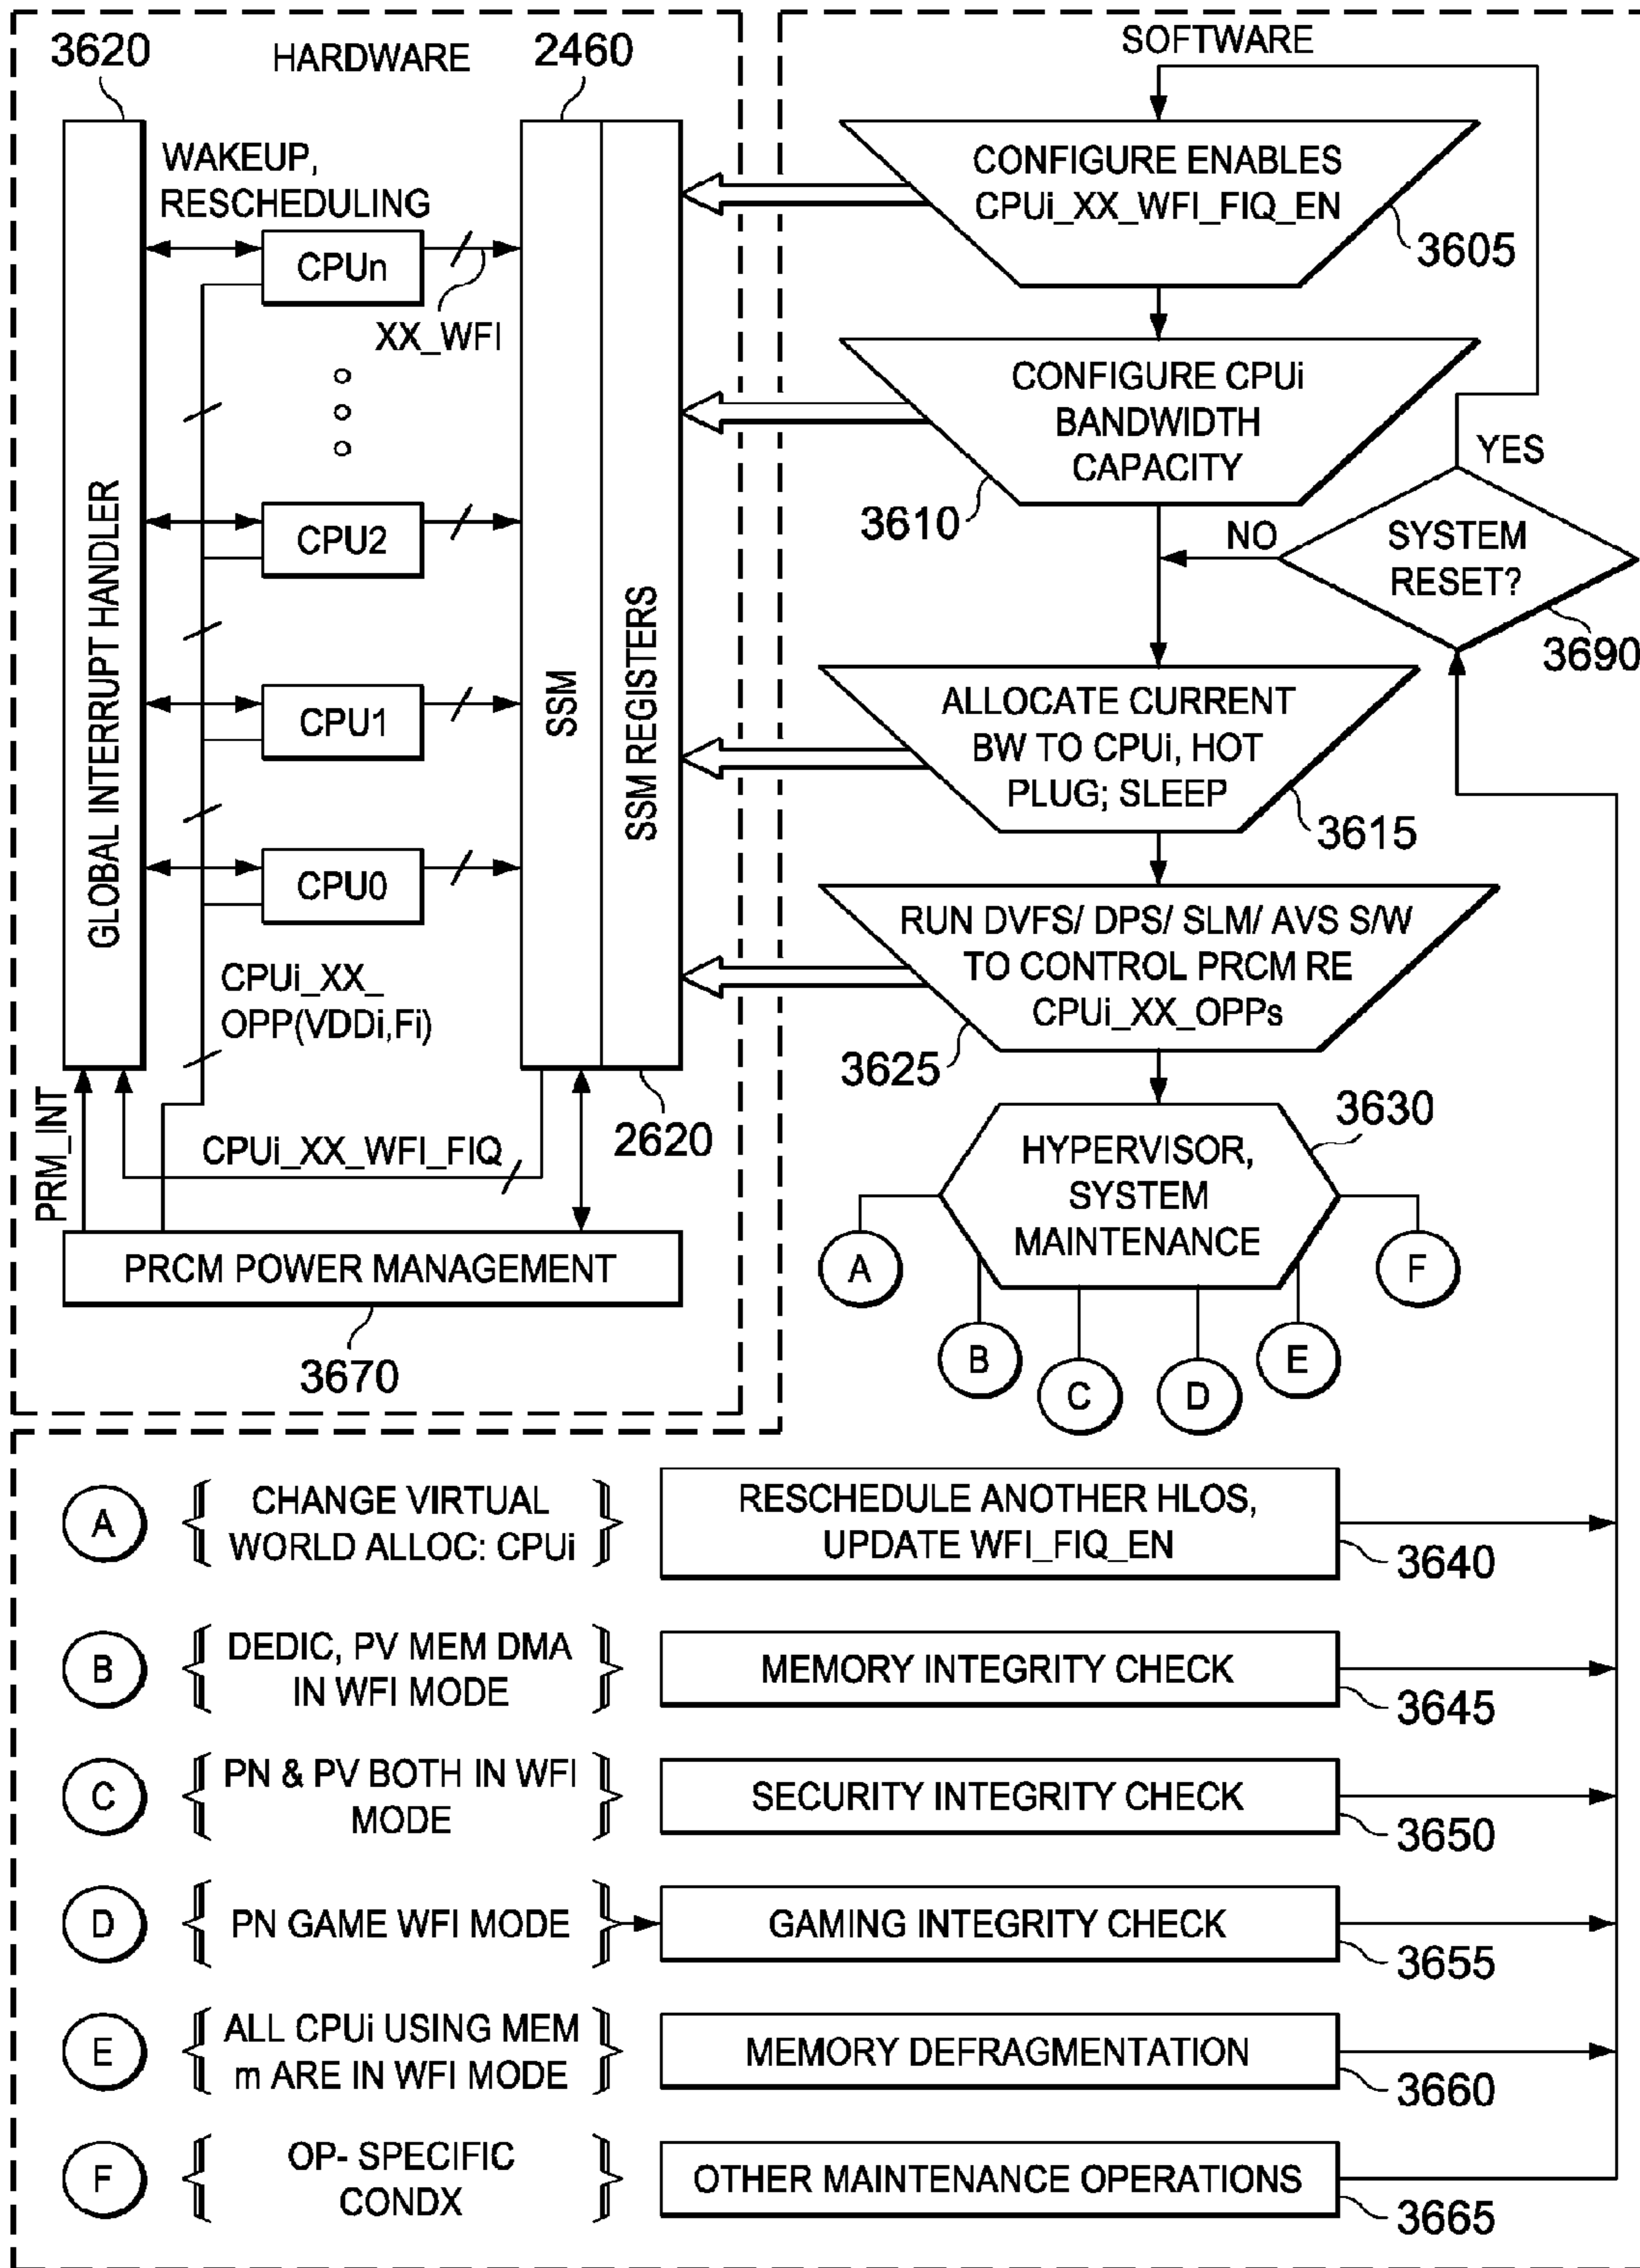 3620
HARDWARE
2460
WAKEUP,
RESCHEDULING
CPUn
XX_WFI
CPU2
CPU1
CPU0
GLOBAL INTERRUPT HANDLER
SSM
SSM REGISTERS
CPUi_XX_
OPP(VDDi,Fi)
PRM_INT
CPUi_XX_WFI_FIQ
2620
PRCM POWER MANAGEMENT
3670
SOFTWARE
CONFIGURE ENABLES
CPUi_XX_WFI_FIQ_EN
3605
CONFIGURE CPUi
BANDWIDTH
CAPACITY
3610
YES
NO
SYSTEM
RESET?
3690
ALLOCATE CURRENT
BW TO CPUi, HOT
PLUG; SLEEP
3615
RUN DVFS/ DPS/ SLM/ AVS S/W
TO CONTROL PRCM RE
CPUi_XX_OPPs
3625
3630
HYPERVISOR,
SYSTEM
MAINTENANCE
A
B
C
D
E
F
A
CHANGE VIRTUAL
WORLD ALLOC: CPUi
RESCHEDULE ANOTHER HLOS,
UPDATE WFI_FIQ_EN
3640
B
DEDIC, PV MEM DMA
IN WFI MODE
MEMORY INTEGRITY CHECK
3645
C
PN & PV BOTH IN WFI
MODE
SECURITY INTEGRITY CHECK
3650
D
PN GAME WFI MODE
GAMING INTEGRITY CHECK
3655
E
ALL CPUi USING MEM
m ARE IN WFI MODE
MEMORY DEFRAGMENTATION
3660
F
OP- SPECIFIC
CONDX
OTHER MAINTENANCE OPERATIONS
3665